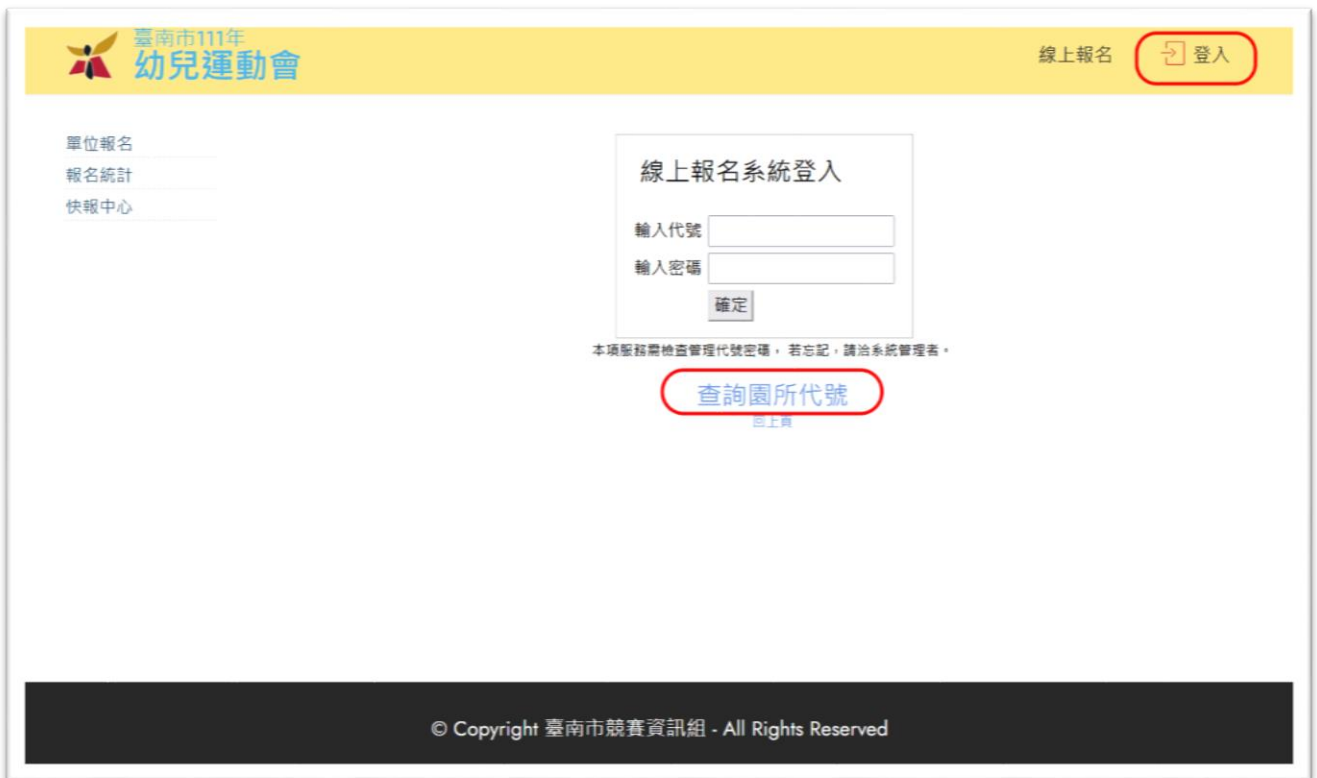 臺南市111年
幼兒運動會
線上報名
登入
單位報名
報名統計
快報中心
線上報名系統登入
輸入代號
輸入密碼
確定
本項服務需檢查管理代號密碼， 若忘記，請洽系統管理者。
查詢園所代號
回上頁
© Copyright 臺南市競賽資訊組 - All Rights Reserved